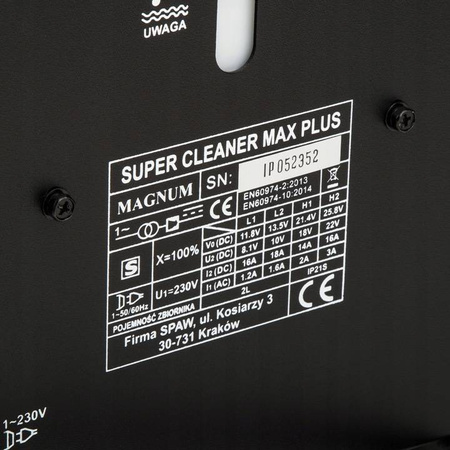 UWAGA
SUPER CLEANER MAX PLUS
MAGNUM SN: IP052352
EN60974-2:2013
EN60974-10:2014
1~
L1 L2 H1 H2
X=100% V0 (DC) 11.8V 13.5V 21.4V 25.8V
U2 (DC) 8.1V 10V 18V 22V
S I2 (DC) 16A 18A 14A 16A
U1=230V I1 (AC) 1.2A 1.6A 2A 3A
1~50/60Hz
POJEMNOŚĆ ZBIORNIKA 2L IP21S
Firma SPAW, ul. Kosiarzy 3
30-731 Kraków
CE
1~230V